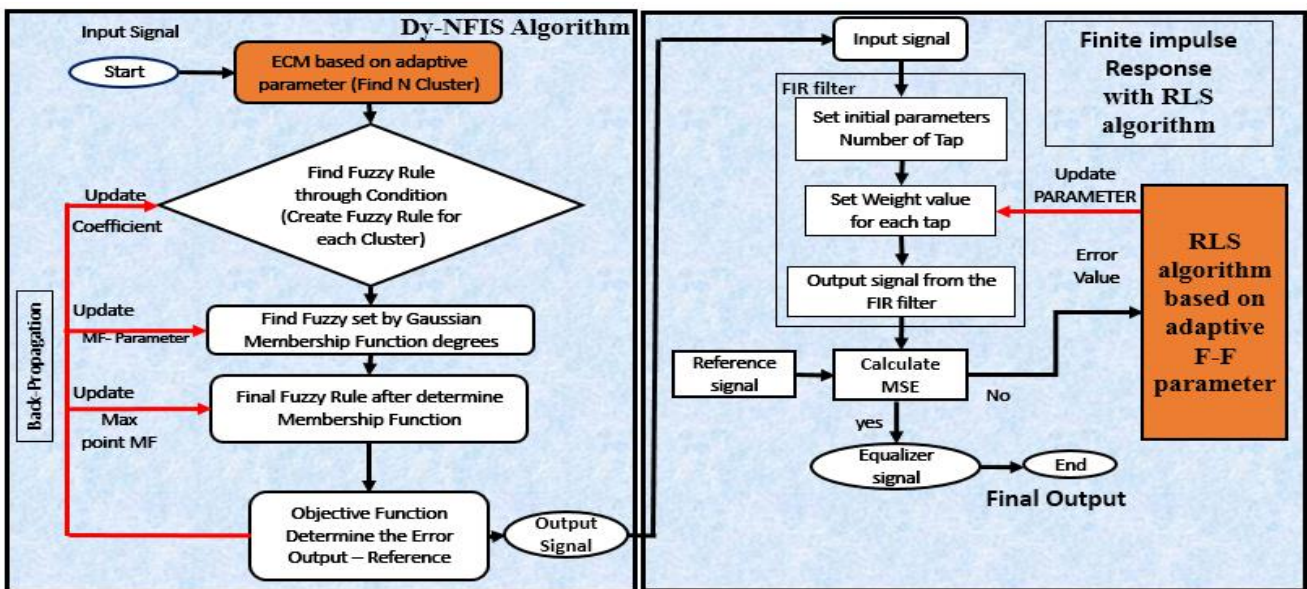 Dy-NFIS Algorithm
Input Signal
Start
ECM based on adaptive
parameter (Find N Cluster)
Find Fuzzy Rule
through Condition
(Create Fuzzy Rule for
each Cluster)
Update
Coefficient
Find Fuzzy set by Gaussian
Membership Function degrees
Update
MF- Parameter
Final Fuzzy Rule after determine
Membership Function
Update
Max
point MF
Back-Propagation
Objective Function
Determine the Error
Output – Reference
Output
Signal
Input signal
Finite impulse
Response
with RLS
algorithm
FIR filter
Set initial parameters
Number of Tap
Set Weight value
for each tap
Update
PARAMETER
Output signal from the
FIR filter
Error
Value
RLS
algorithm
based on
adaptive
F-F
parameter
Reference
signal
Calculate
MSE
No
yes
Equalizer
signal
End
Final Output